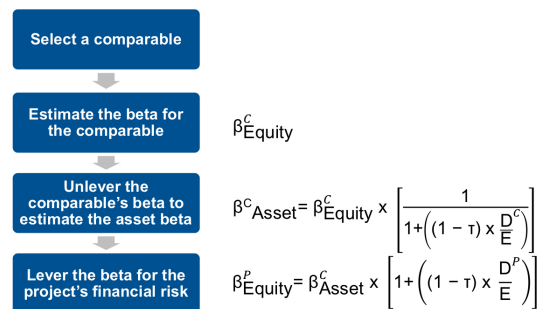 Select a comparable
Estimate the beta for
the comparable
β^C_Equity
Unlever the
comparable's beta to
estimate the asset beta
β^C_Asset = β^C_Equity x [1 / (1+((1 − τ) x D/E^C))]
Lever the beta for the
project's financial risk
β^P_Equity = β^C_Asset x [1+((1 − τ) x D/E^P)]